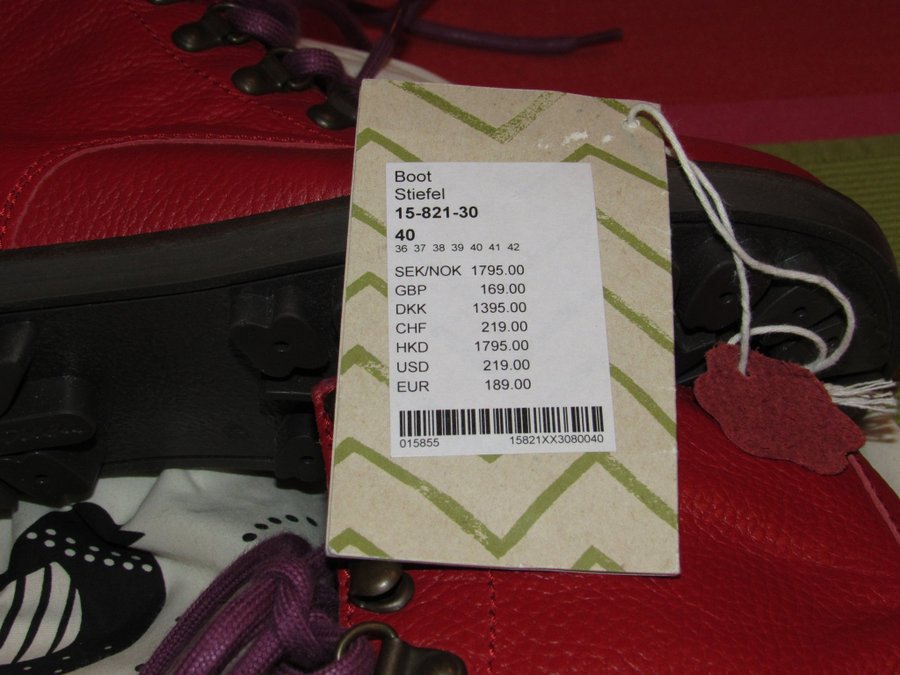 Boot
Stiefel
15-821-30
40
36 37 38 39 40 41 42
SEK/NOK 1795.00
GBP 169.00
DKK 1395.00
CHF 219.00
HKD 1795.00
USD 219.00
EUR 189.00
015855 15821XX3080040